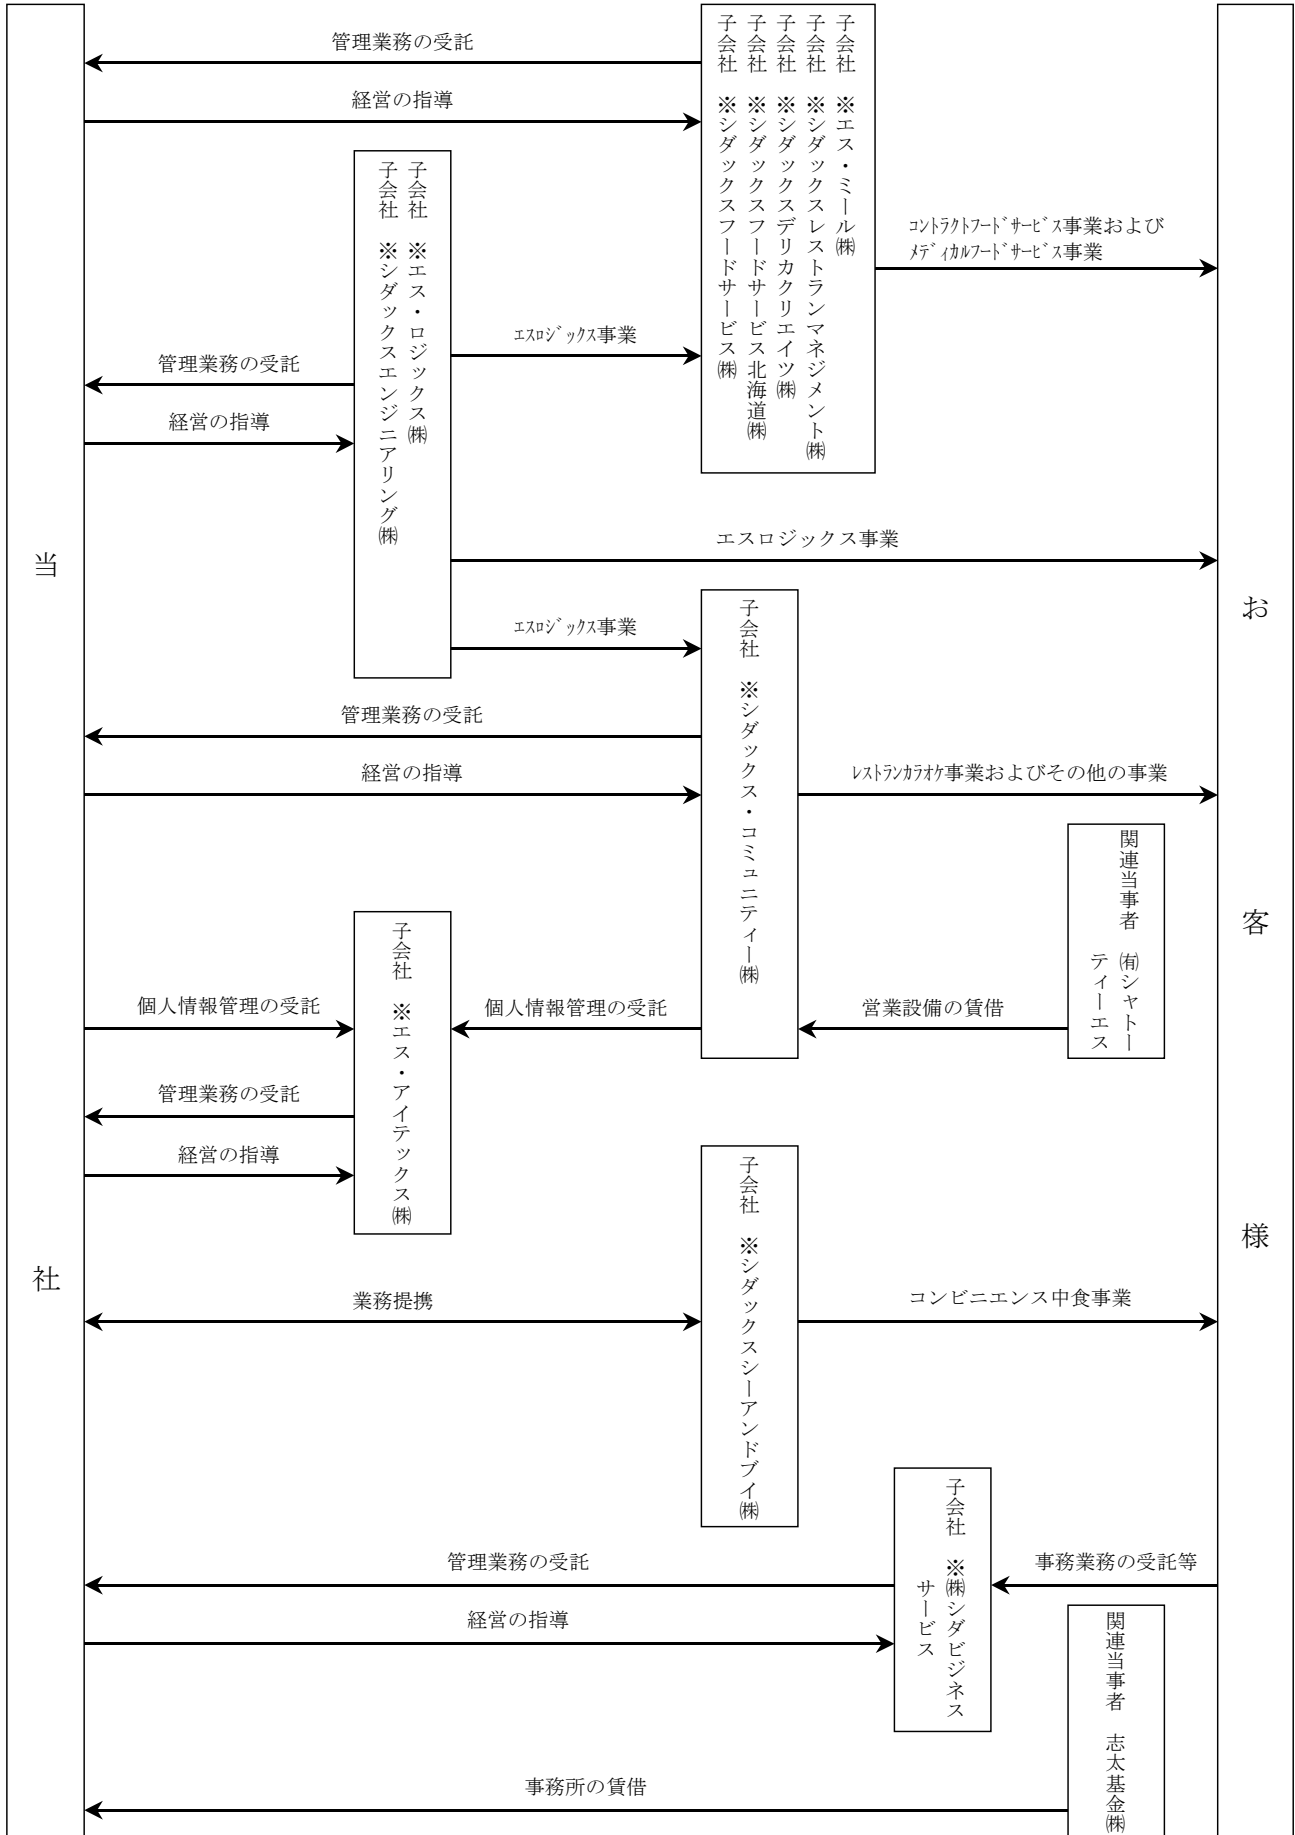 当社
管理業務の受託
経営の指導
子会社　※エス・ミール㈱
子会社　※シダックスレストランマネジメント㈱
子会社　※シダックスデリカクリエイツ㈱
子会社　※シダックスフードサービス北海道㈱
子会社　※シダックスフードサービス㈱
ｺﾝﾄﾗｸﾄﾌｰﾄﾞｻｰﾋﾞｽ事業および
ﾒﾃﾞｨｶﾙﾌｰﾄﾞｻｰﾋﾞｽ事業
子会社　※エス・ロジックス㈱
子会社　※シダックスエンジニアリング㈱
ｴｽﾛｼﾞｯｸｽ事業
管理業務の受託
経営の指導
エスロジックス事業
ｴｽﾛｼﾞｯｸｽ事業
子会社　※シダックス・コミュニティー㈱
管理業務の受託
経営の指導
ﾚｽﾄﾗﾝｶﾗｵｹ事業およびその他の事業
関連当事者　㈲シャトー
ティーエス
子会社　※エス・アイテックス㈱
個人情報管理の受託
個人情報管理の受託
営業設備の賃借
管理業務の受託
経営の指導
子会社　※シダックスシーアンドブイ㈱
業務提携
コンビニエンス中食事業
子会社　※㈱シダビジネス
サービス
管理業務の受託
事務業務の受託等
経営の指導
関連当事者　志太基金㈱
事務所の賃借
お客様